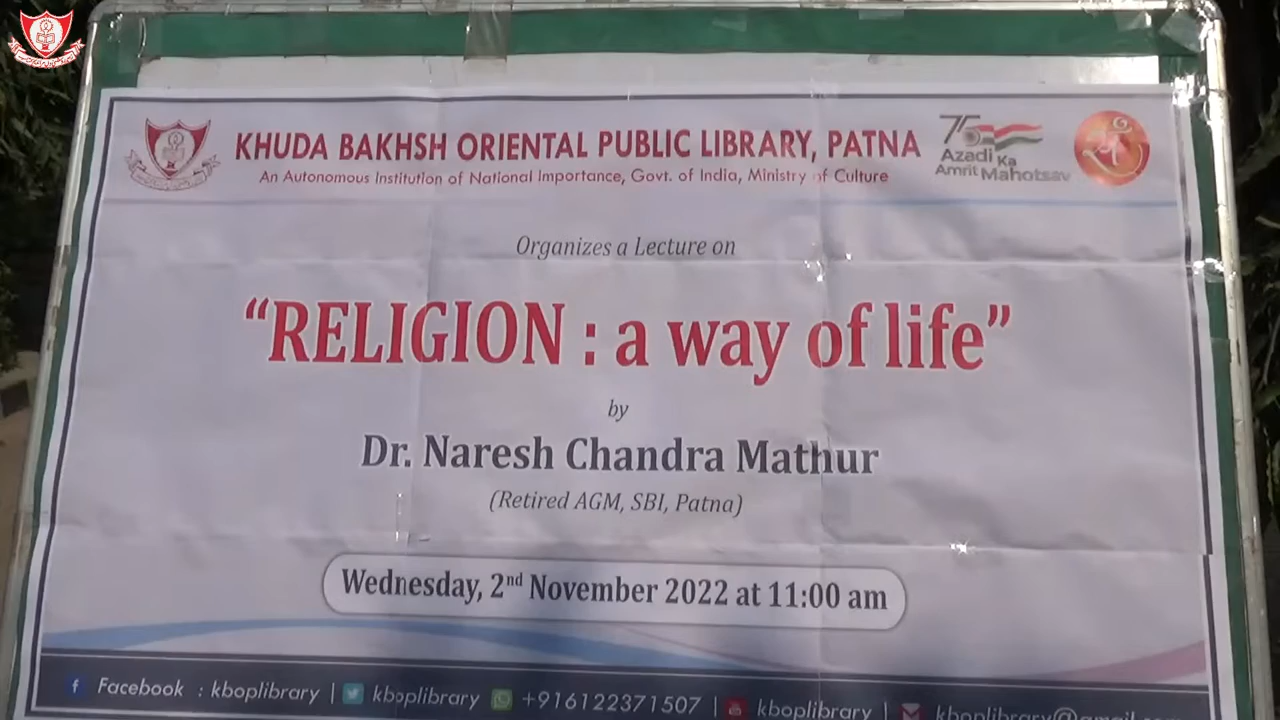 KHUDA BAKHSH ORIENTAL PUBLIC LIBRARY, PATNA
An Autonomous Institution of National Importance, Govt. of India, Ministry of Culture
75
Azadi Ka
Amrit Mahotsav
Organizes a Lecture on
“RELIGION : a way of life”
by
Dr. Naresh Chandra Mathur
(Retired AGM, SBI, Patna)
Wednesday, 2nd November 2022 at 11:00 am
Facebook : kboplibrary | kboplibrary +916122371507 | kboplibrary |